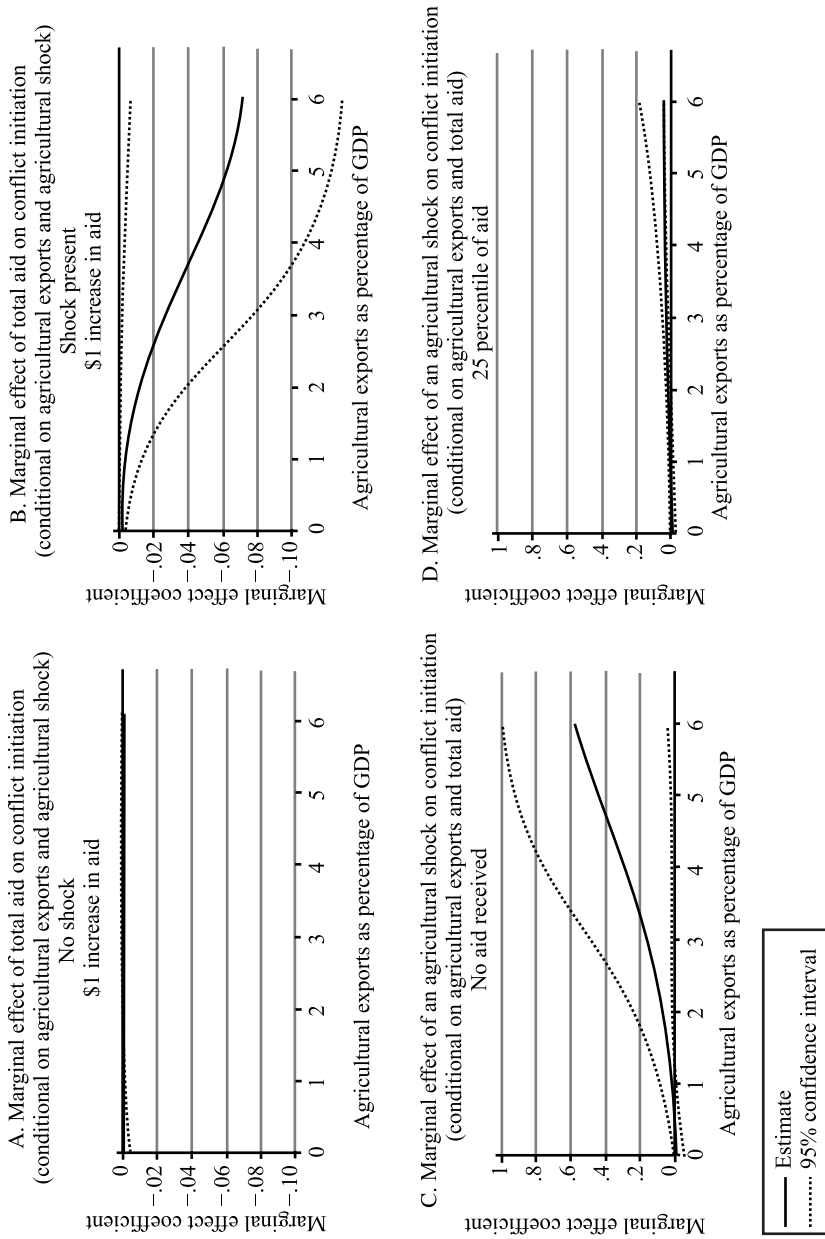 A. Marginal effect of total aid on conflict initiation
(conditional on agricultural exports and agricultural shock)
No shock
$1 increase in aid
Marginal effect coefficient
0
–.02
–.04
–.06
–.08
–.10
0 1 2 3 4 5 6
Agricultural exports as percentage of GDP
B. Marginal effect of total aid on conflict initiation
(conditional on agricultural exports and agricultural shock)
Shock present
$1 increase in aid
Marginal effect coefficient
0
–.02
–.04
–.06
–.08
–.10
0 1 2 3 4 5 6
Agricultural exports as percentage of GDP
C. Marginal effect of an agricultural shock on conflict initiation
(conditional on agricultural exports and total aid)
No aid received
Marginal effect coefficient
1
.8
.6
.4
.2
0
0 1 2 3 4 5 6
Agricultural exports as percentage of GDP
D. Marginal effect of an agricultural shock on conflict initiation
(conditional on agricultural exports and total aid)
25 percentile of aid
Marginal effect coefficient
1
.8
.6
.4
.2
0
0 1 2 3 4 5 6
Agricultural exports as percentage of GDP
Estimate
95% confidence interval